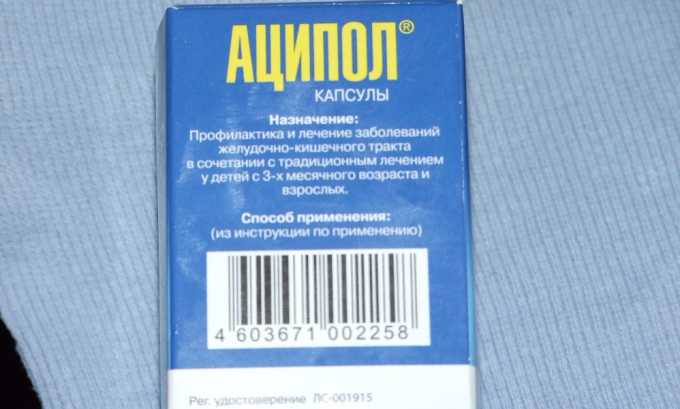 АЦИПОЛ®
КАПСУЛЫ
Назначение:
Профилактика и лечение заболеваний
желудочно-кишечного тракта
в сочетании с традиционным лечением
у детей с 3-х месячного возраста и
взрослых.
Способ применения:
(из инструкции по применению)
4 603671 002258
Рег. удостоверение ЛС-001915